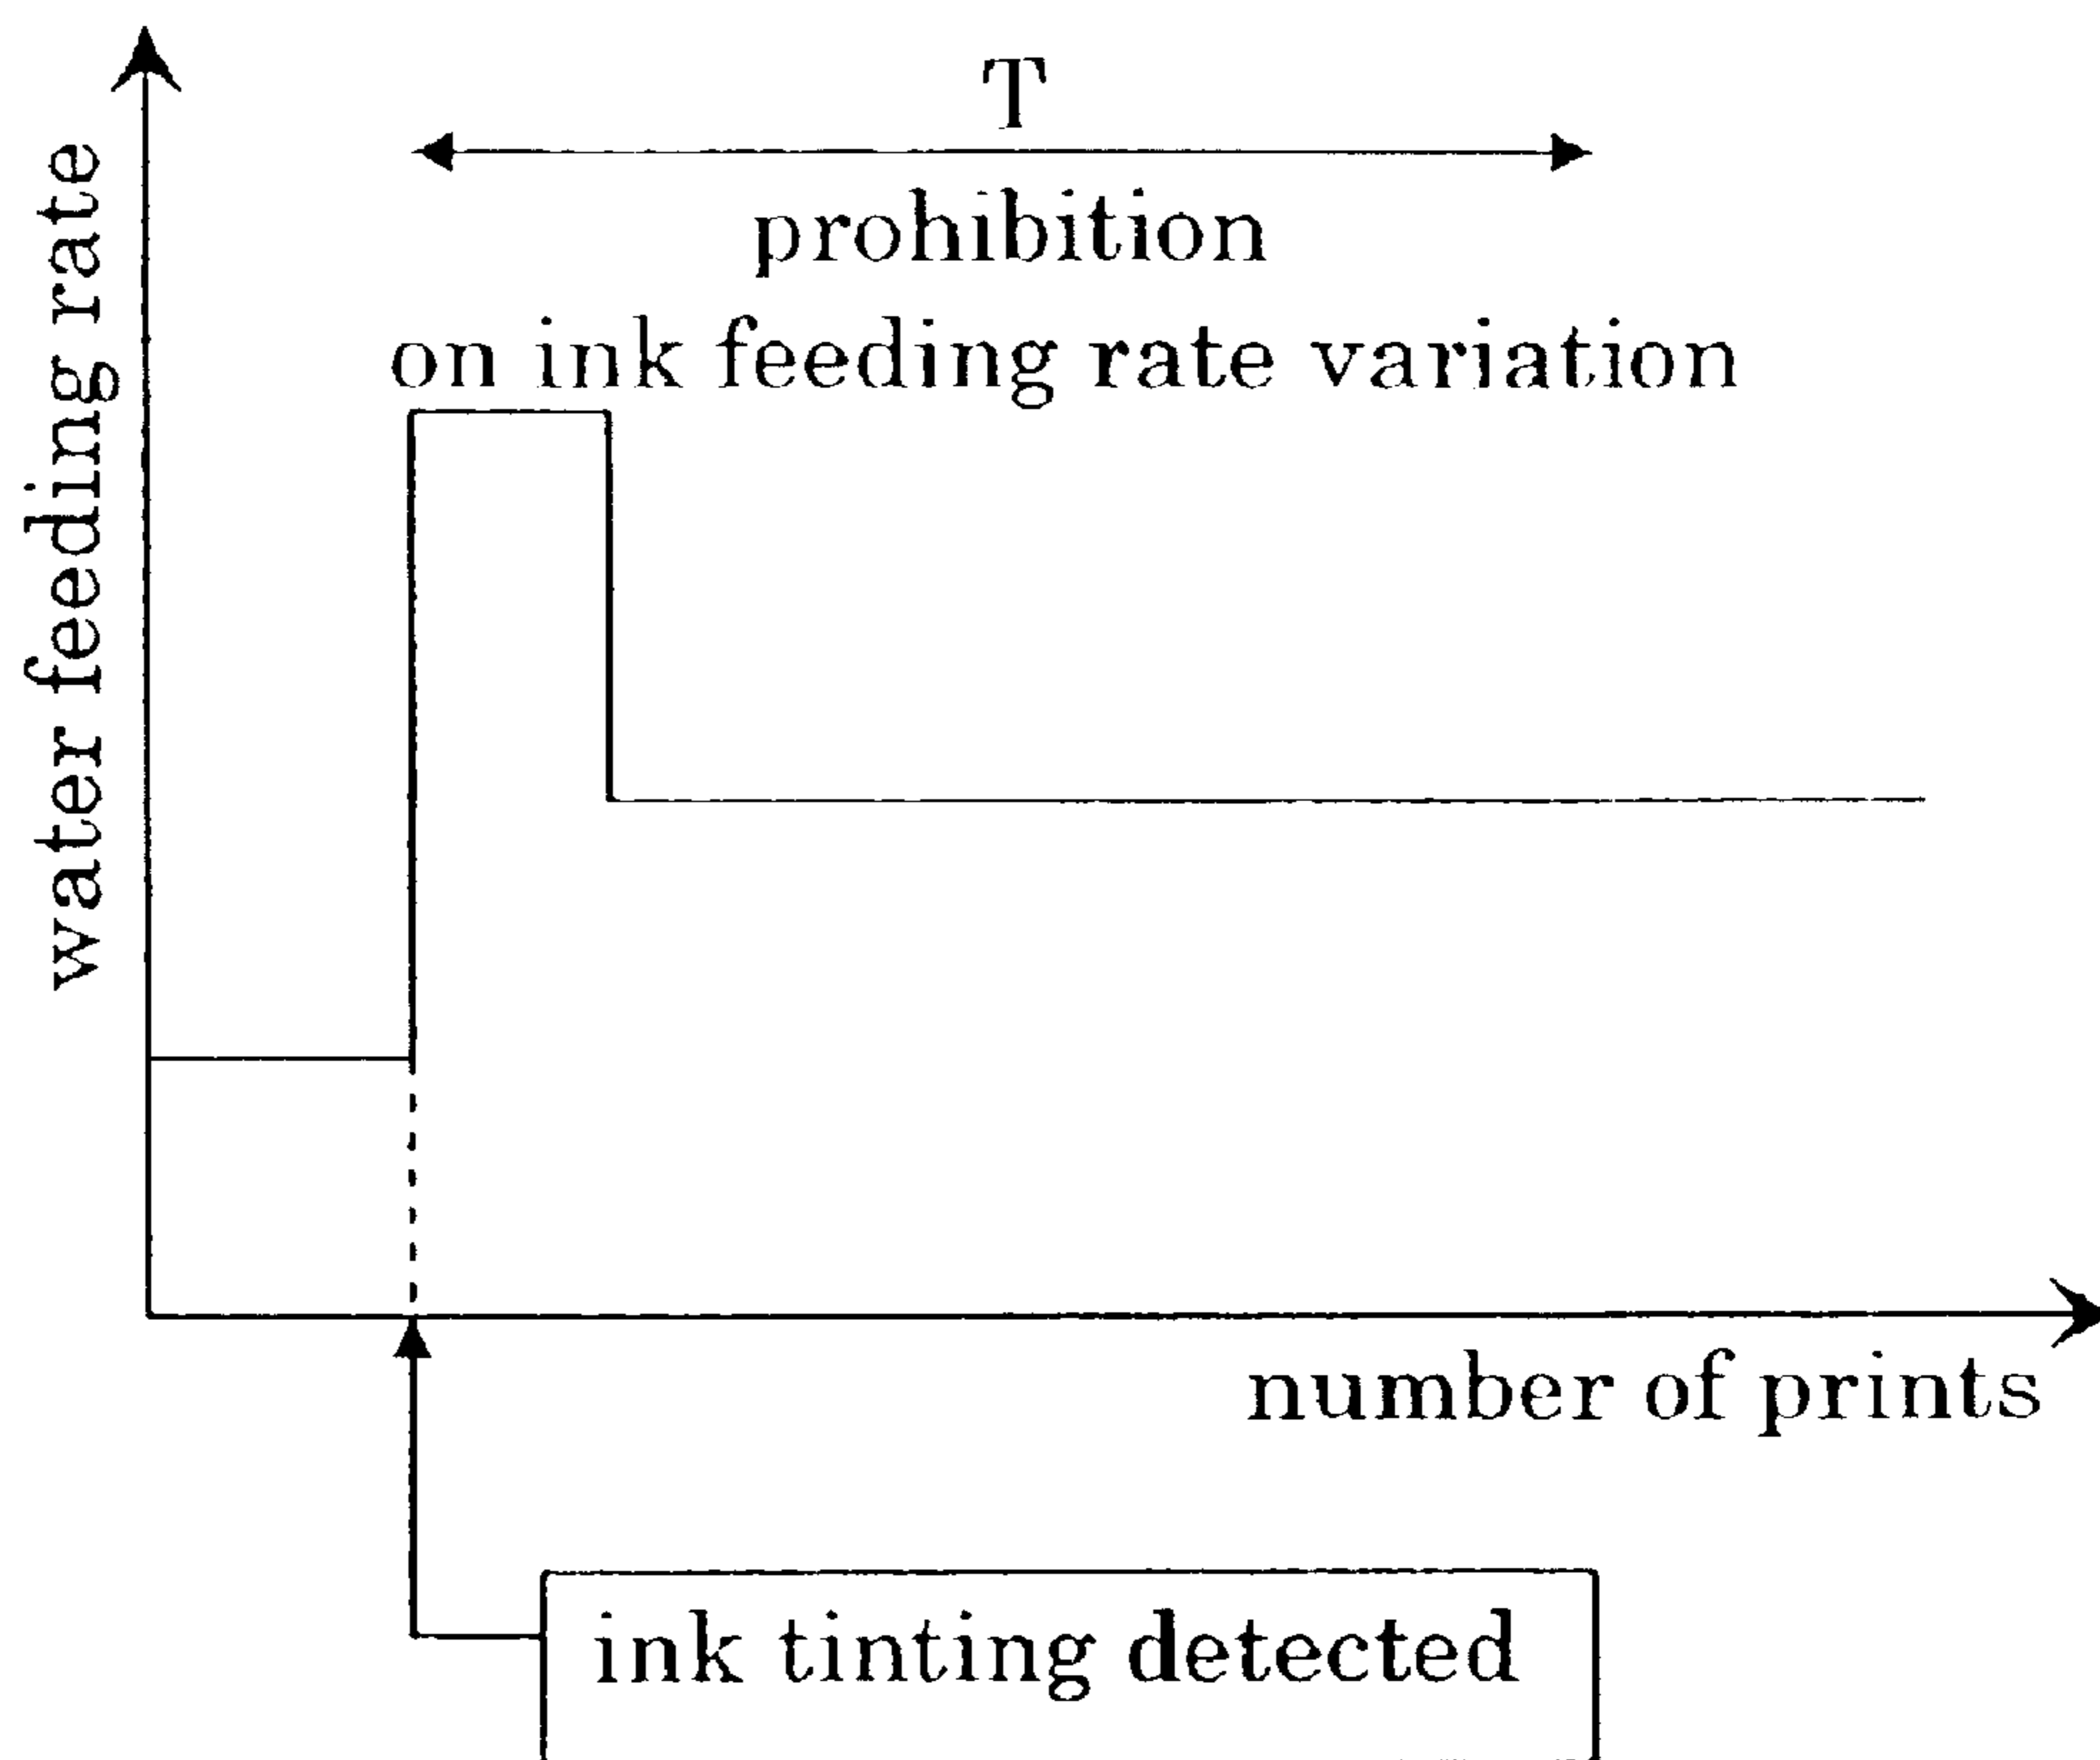 T
prohibition
on ink feeding rate variation
water feeding rate
number of prints
ink tinting detected